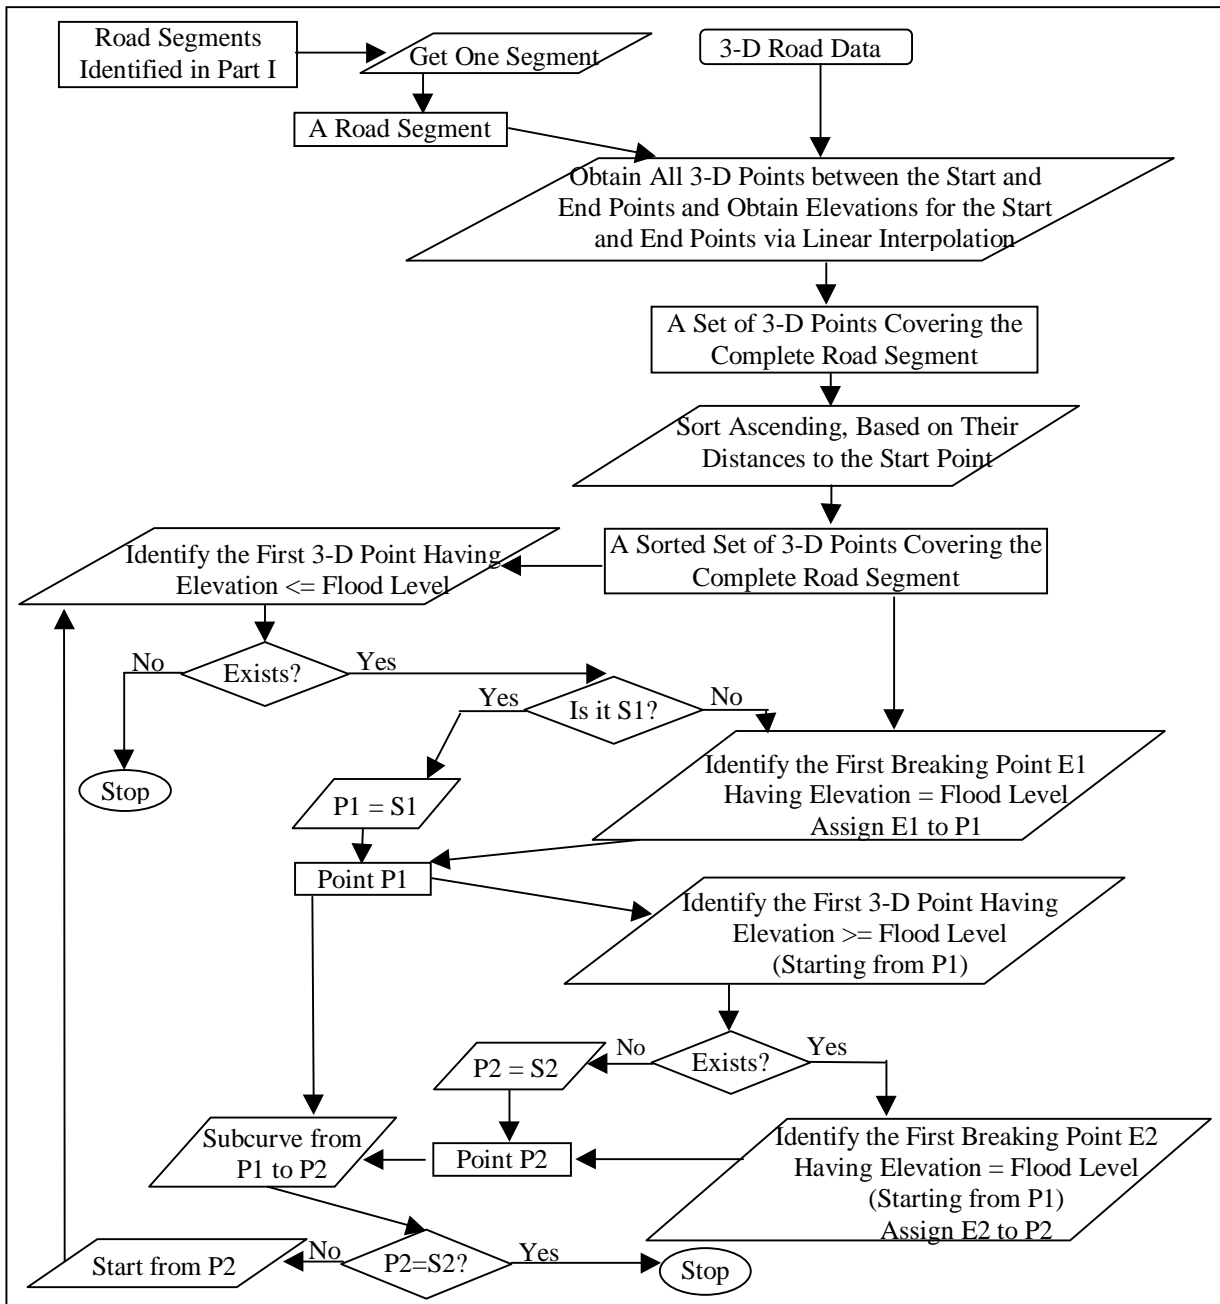 Road Segments
Identified in Part I
Get One Segment
3-D Road Data
A Road Segment
Obtain All 3-D Points between the Start and
End Points and Obtain Elevations for the Start
and End Points via Linear Interpolation
A Set of 3-D Points Covering the
Complete Road Segment
Sort Ascending, Based on Their
Distances to the Start Point
A Sorted Set of 3-D Points Covering the
Complete Road Segment
Identify the First 3-D Point Having
Elevation <= Flood Level
No
Exists?
Yes
Yes
Is it S1?
No
Stop
P1 = S1
Identify the First Breaking Point E1
Having Elevation = Flood Level
Assign E1 to P1
Point P1
Identify the First 3-D Point Having
Elevation >= Flood Level
(Starting from P1)
P2 = S2
No
Exists?
Yes
Subcurve from
P1 to P2
Point P2
Identify the First Breaking Point E2
Having Elevation = Flood Level
(Starting from P1)
Assign E2 to P2
Start from P2
No
P2=S2?
Yes
Stop